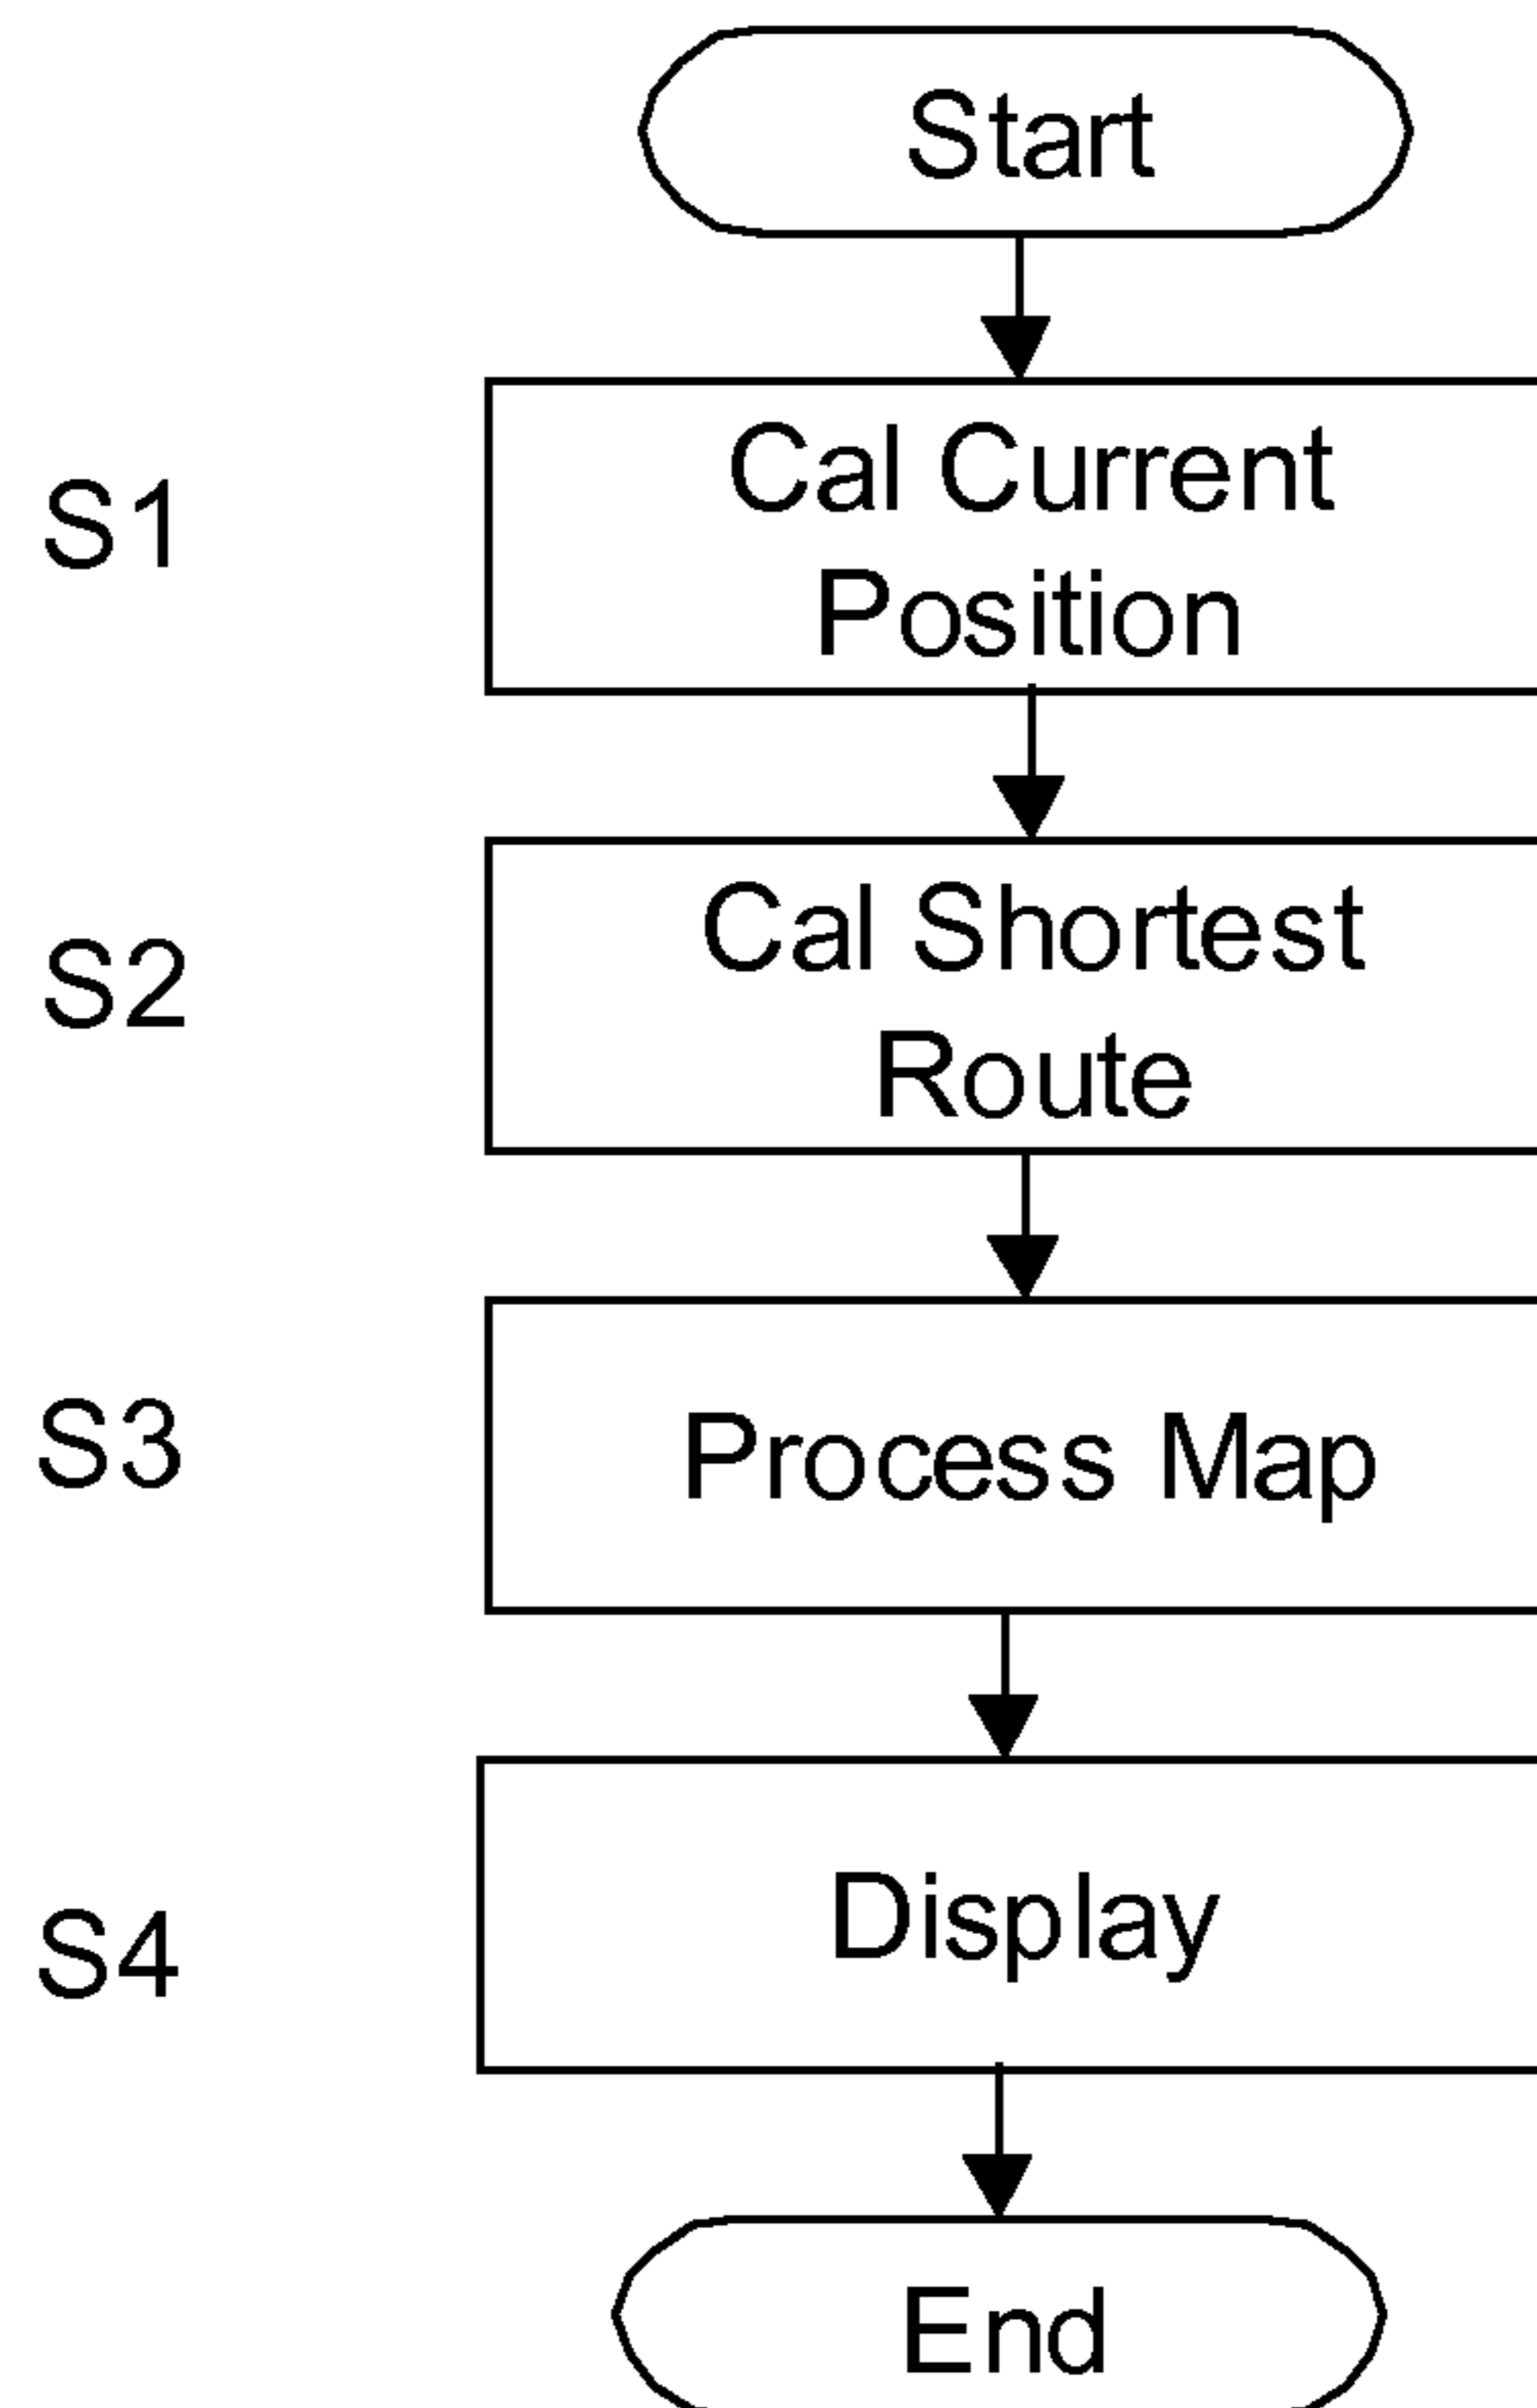 Start
S1
Cal Current
Position
S2
Cal Shortest
Route
S3
Process Map
S4
Display
End